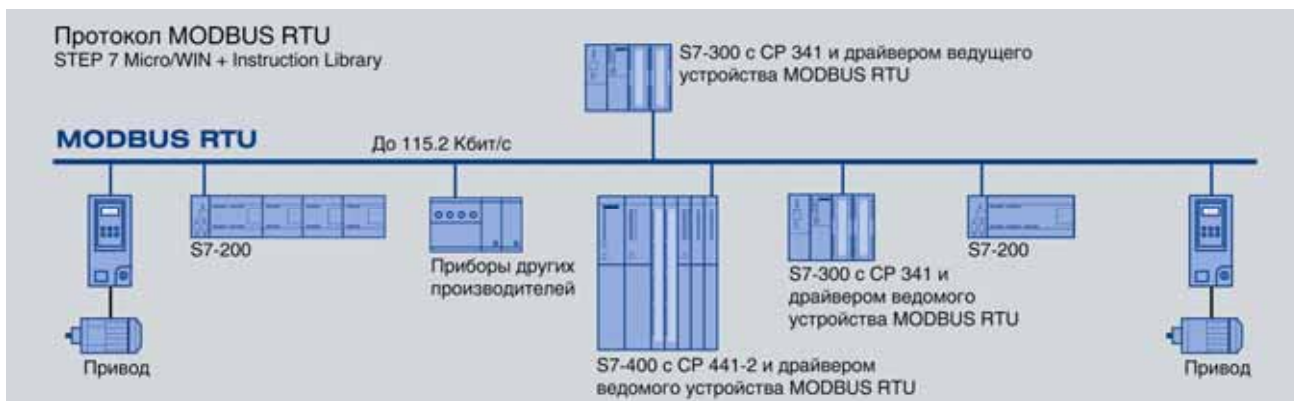 Протокол MODBUS RTU
STEP 7 Micro/WIN + Instruction Library
S7-300 с CP 341 и драйвером ведущего
устройства MODBUS RTU
MODBUS RTU
До 115.2 Кбит/с
S7-200
Приборы других
производителей
S7-300 с CP 341 и
драйвером ведомого
устройства MODBUS RTU
S7-200
Привод
S7-400 с CP 441-2 и драйвером
ведомого устройства MODBUS RTU
Привод